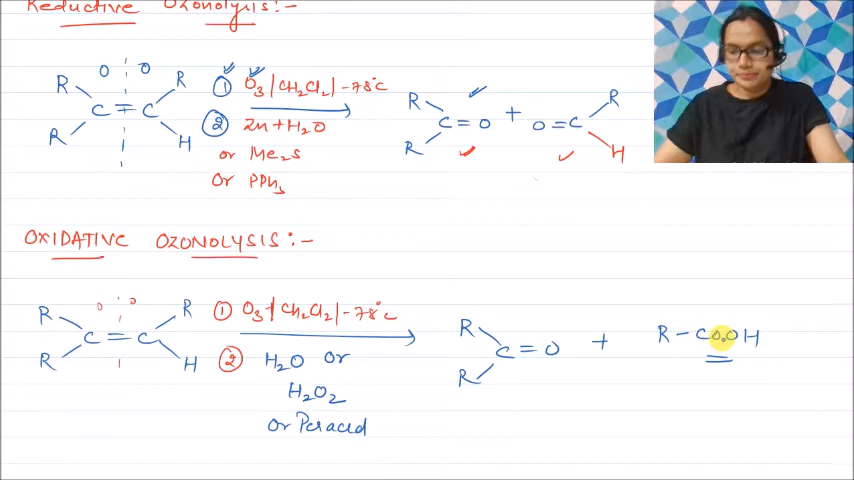 Reductive Ozonolysis:-
R O O R ① O3|CH2Cl2|-78°c R R
C = C C = O + O = C
R H ② Zn+H2O R H
or Me2S
Or PPh3
OXIDATIVE OZONOLYSIS:-
R O O R ① O3|CH2Cl2|-78°c R
C = C C = O + R-COOH
R H ② H2O or R
H2O2
Or Peracid